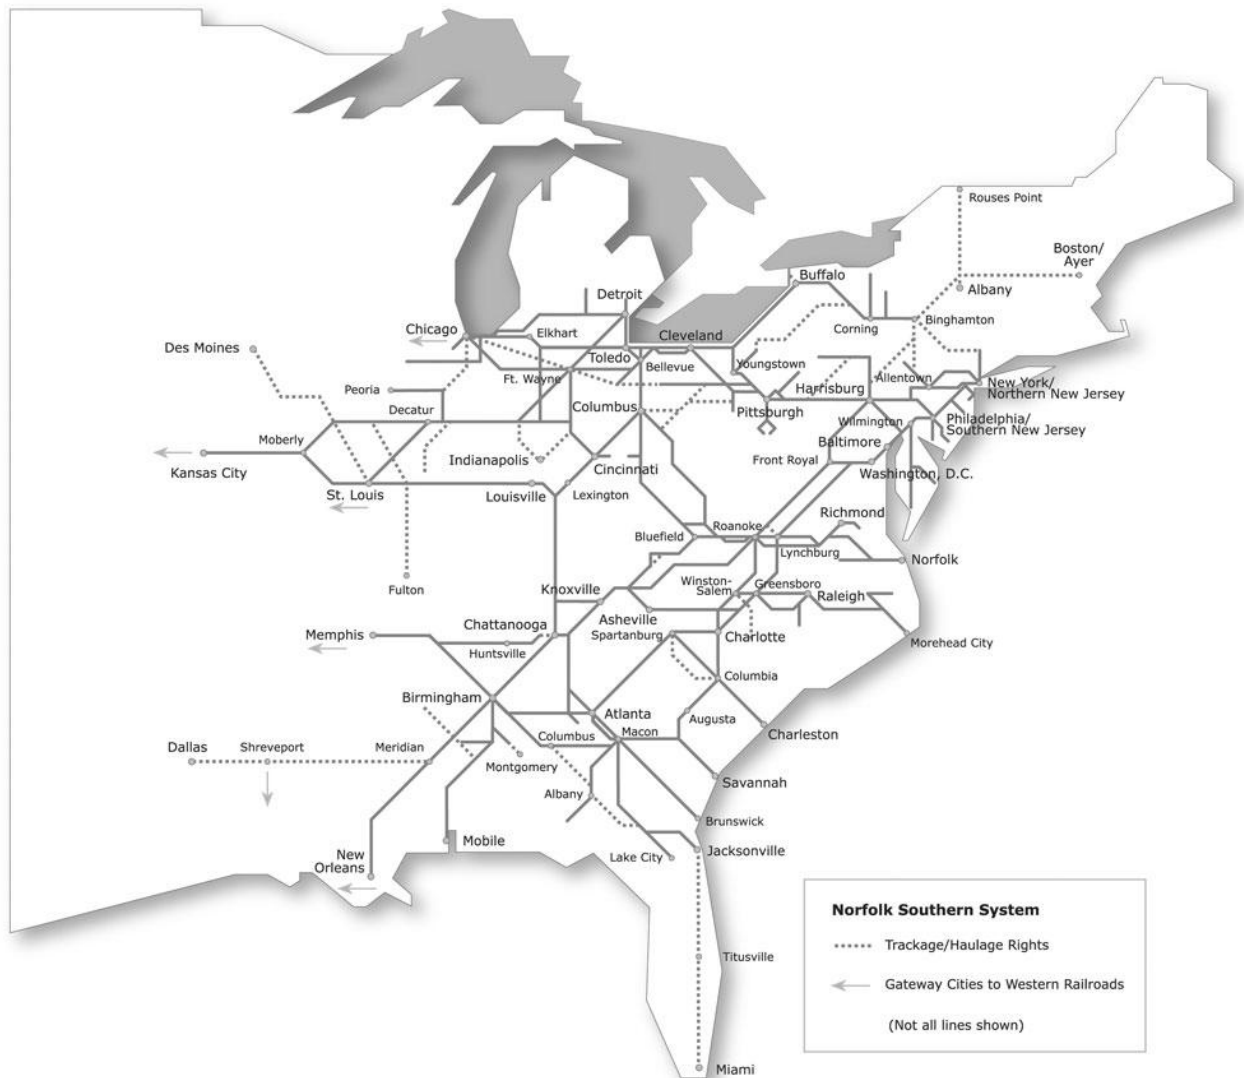 Rouses Point
Boston/
Ayer
Buffalo
Albany
Detroit
Corning
Binghamton
Chicago
Elkhart
Cleveland
Des Moines
Toledo
Bellevue
Youngstown
Ft. Wayne
Harrisburg
Allentown
New York/
Northern New Jersey
Peoria
Decatur
Columbus
Pittsburgh
Wilmington
Philadelphia/
Southern New Jersey
Moberly
Baltimore
Indianapolis
Cincinnati
Front Royal
Kansas City
Washington, D.C.
St. Louis
Louisville
Lexington
Richmond
Roanoke
Bluefield
Lynchburg
Norfolk
Fulton
Knoxville
Winston-
Salem
Greensboro
Raleigh
Asheville
Chattanooga
Spartanburg
Charlotte
Memphis
Huntsville
Morehead City
Columbia
Birmingham
Atlanta
Augusta
Macon
Charleston
Dallas
Shreveport
Meridian
Columbus
Montgomery
Savannah
Albany
Brunswick
Mobile
Jacksonville
New
Orleans
Lake City
Titusville
Miami
Norfolk Southern System
Trackage/Haulage Rights
Gateway Cities to Western Railroads
(Not all lines shown)